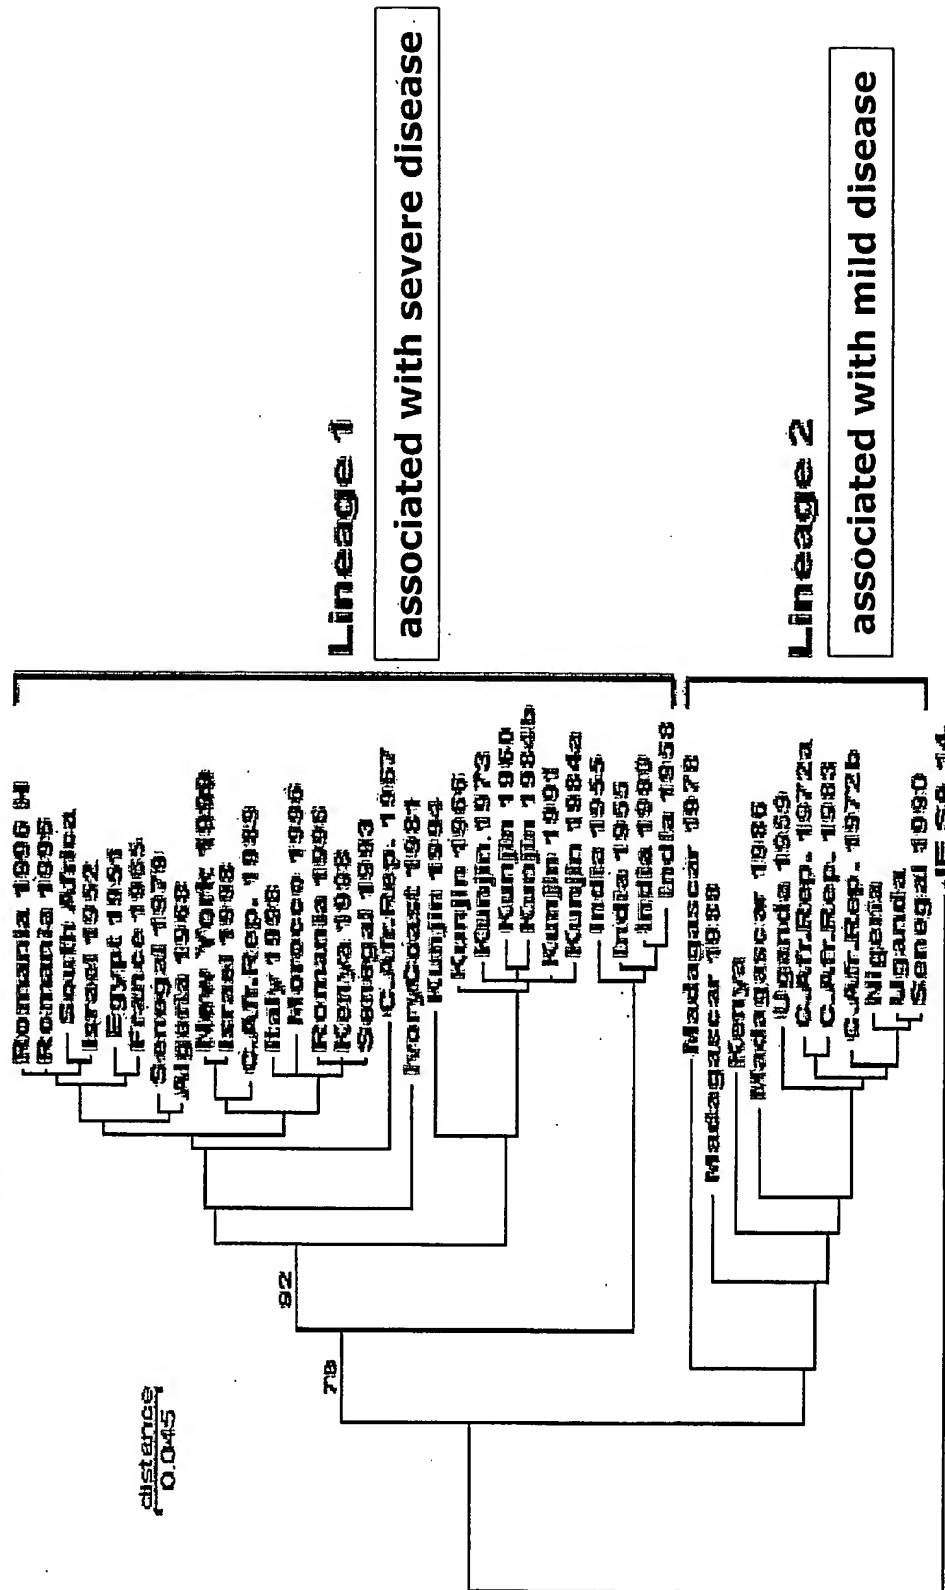 distance
0.045
78
92
Romania 1996 M
Romania 1996
South Africa
Israel 1952
Egypt 1951
France 1965
Senegal 1979
Algeria 1968
New York 1999
Israel 1998
C.Afr.Rep. 1989
Italy 1998
Morocco 1996
Romania 1996
Kenya 1998
Senegal 1993
C.Afr.Rep. 1967
IvoryCoast 1981
Kunjin 1994
Kunjin 1966
Kunjin.1973
Kunjin 1960
Kunjin 1984b
Kunjin 1991
Kunjin 1984a
India 1955
India 1955
India 1980
India 1958
Lineage 1
associated with severe disease
Madagascar 1978
Madagascar 1988
Kenya
Madagascar 1986
Uganda 1959
C.Afr.Rep.1972a
C.Afr.Rep.1983
C.Afr.Rep.1972b
Nigeria
Uganda
Senegal 1990
Lineage 2
associated with mild disease
JE SA 14